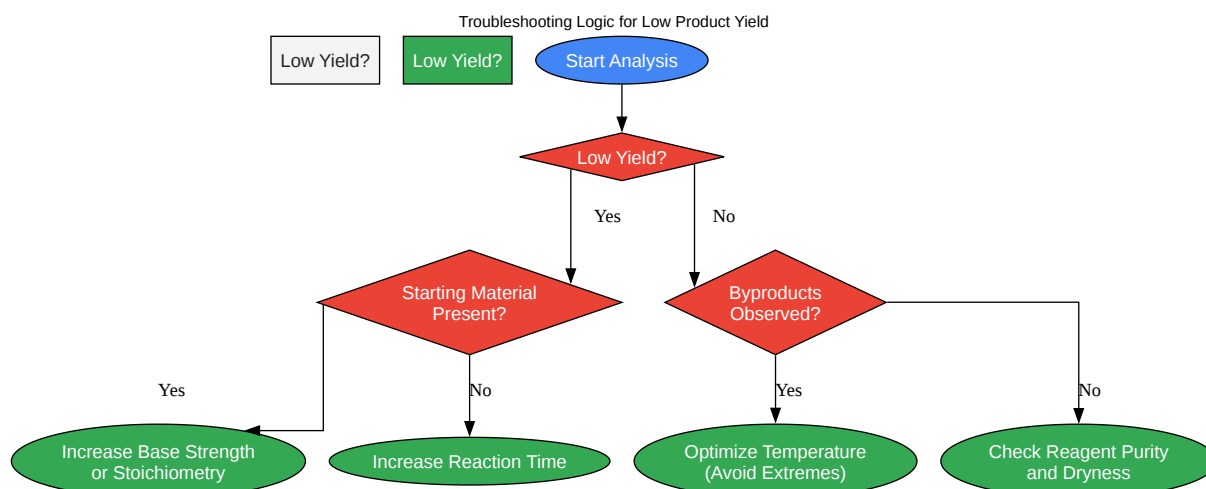 Troubleshooting Logic for Low Product Yield
Low Yield?
Low Yield?
Start Analysis
Low Yield?
Yes
No
Starting Material
Present?
Byproducts
Observed?
Yes
No
Yes
No
Increase Base Strength
or Stoichiometry
Increase Reaction Time
Optimize Temperature
(Avoid Extremes)
Check Reagent Purity
and Dryness